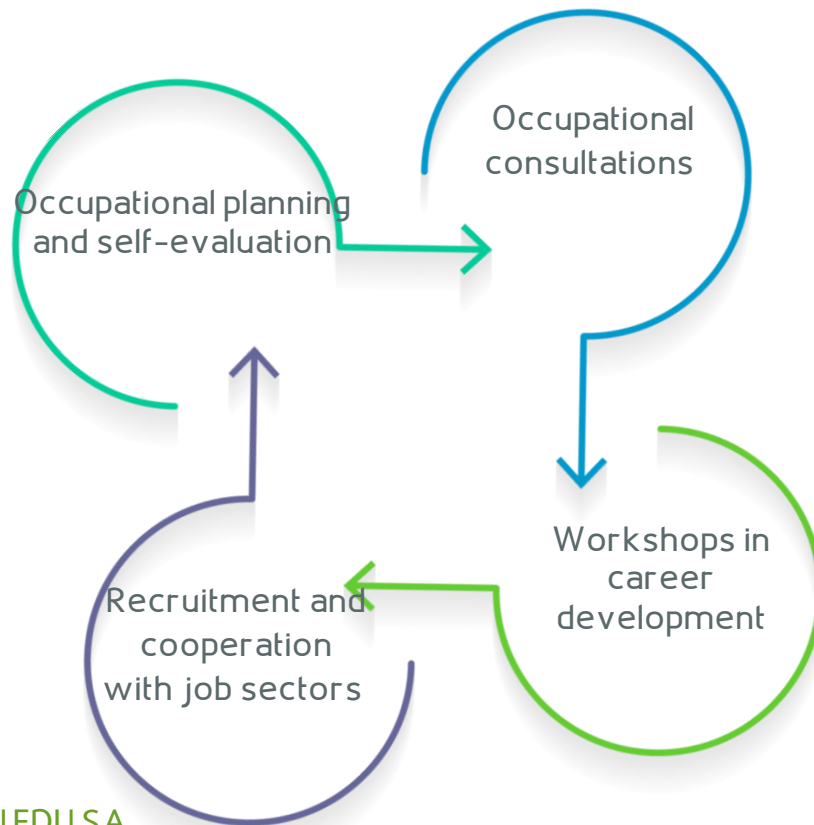 Occupational
consultations
Occupational planning
and self-evaluation
Workshops in
career
development
Recruitment and
cooperation
with job sectors